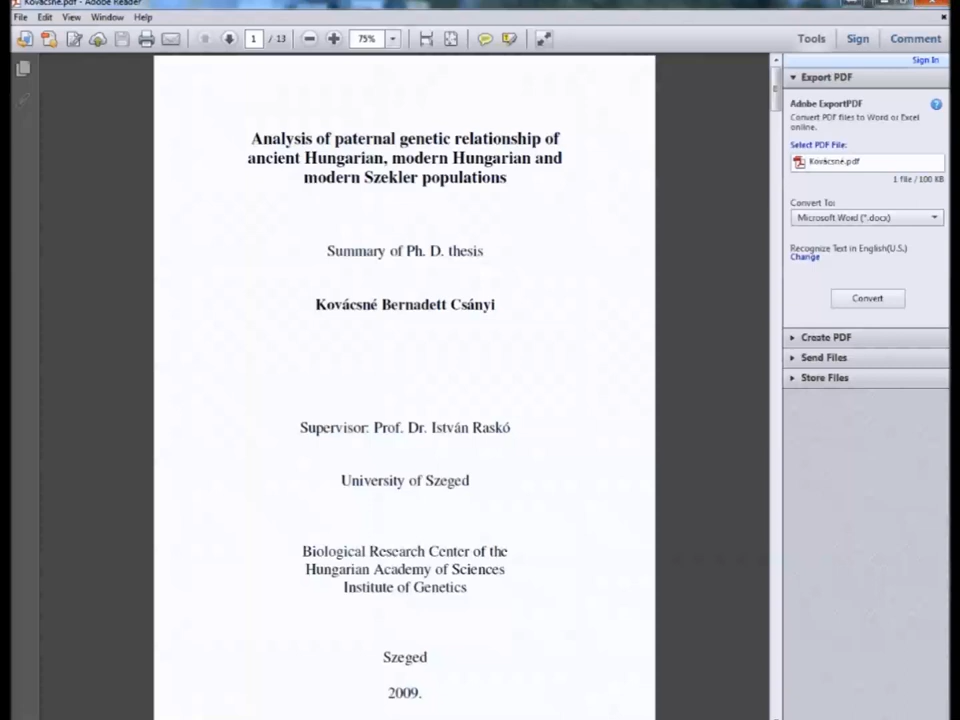 Kovácsné.pdf - Adobe Reader
File Edit View Window Help
1 / 13 75% Tools Sign Comment
Sign In
Export PDF
Adobe ExportPDF
Convert PDF files to Word or Excel
online.
Select PDF File:
Kovácsné.pdf
1 file / 100 KB
Convert To:
Microsoft Word (*.docx)
Recognize Text in English(U.S.)
Change
Convert
Create PDF
Send Files
Store Files
Analysis of paternal genetic relationship of
ancient Hungarian, modern Hungarian and
modern Szekler populations
Summary of Ph. D. thesis
Kovácsné Bernadett Csányi
Supervisor: Prof. Dr. István Raskó
University of Szeged
Biological Research Center of the
Hungarian Academy of Sciences
Institute of Genetics
Szeged
2009.